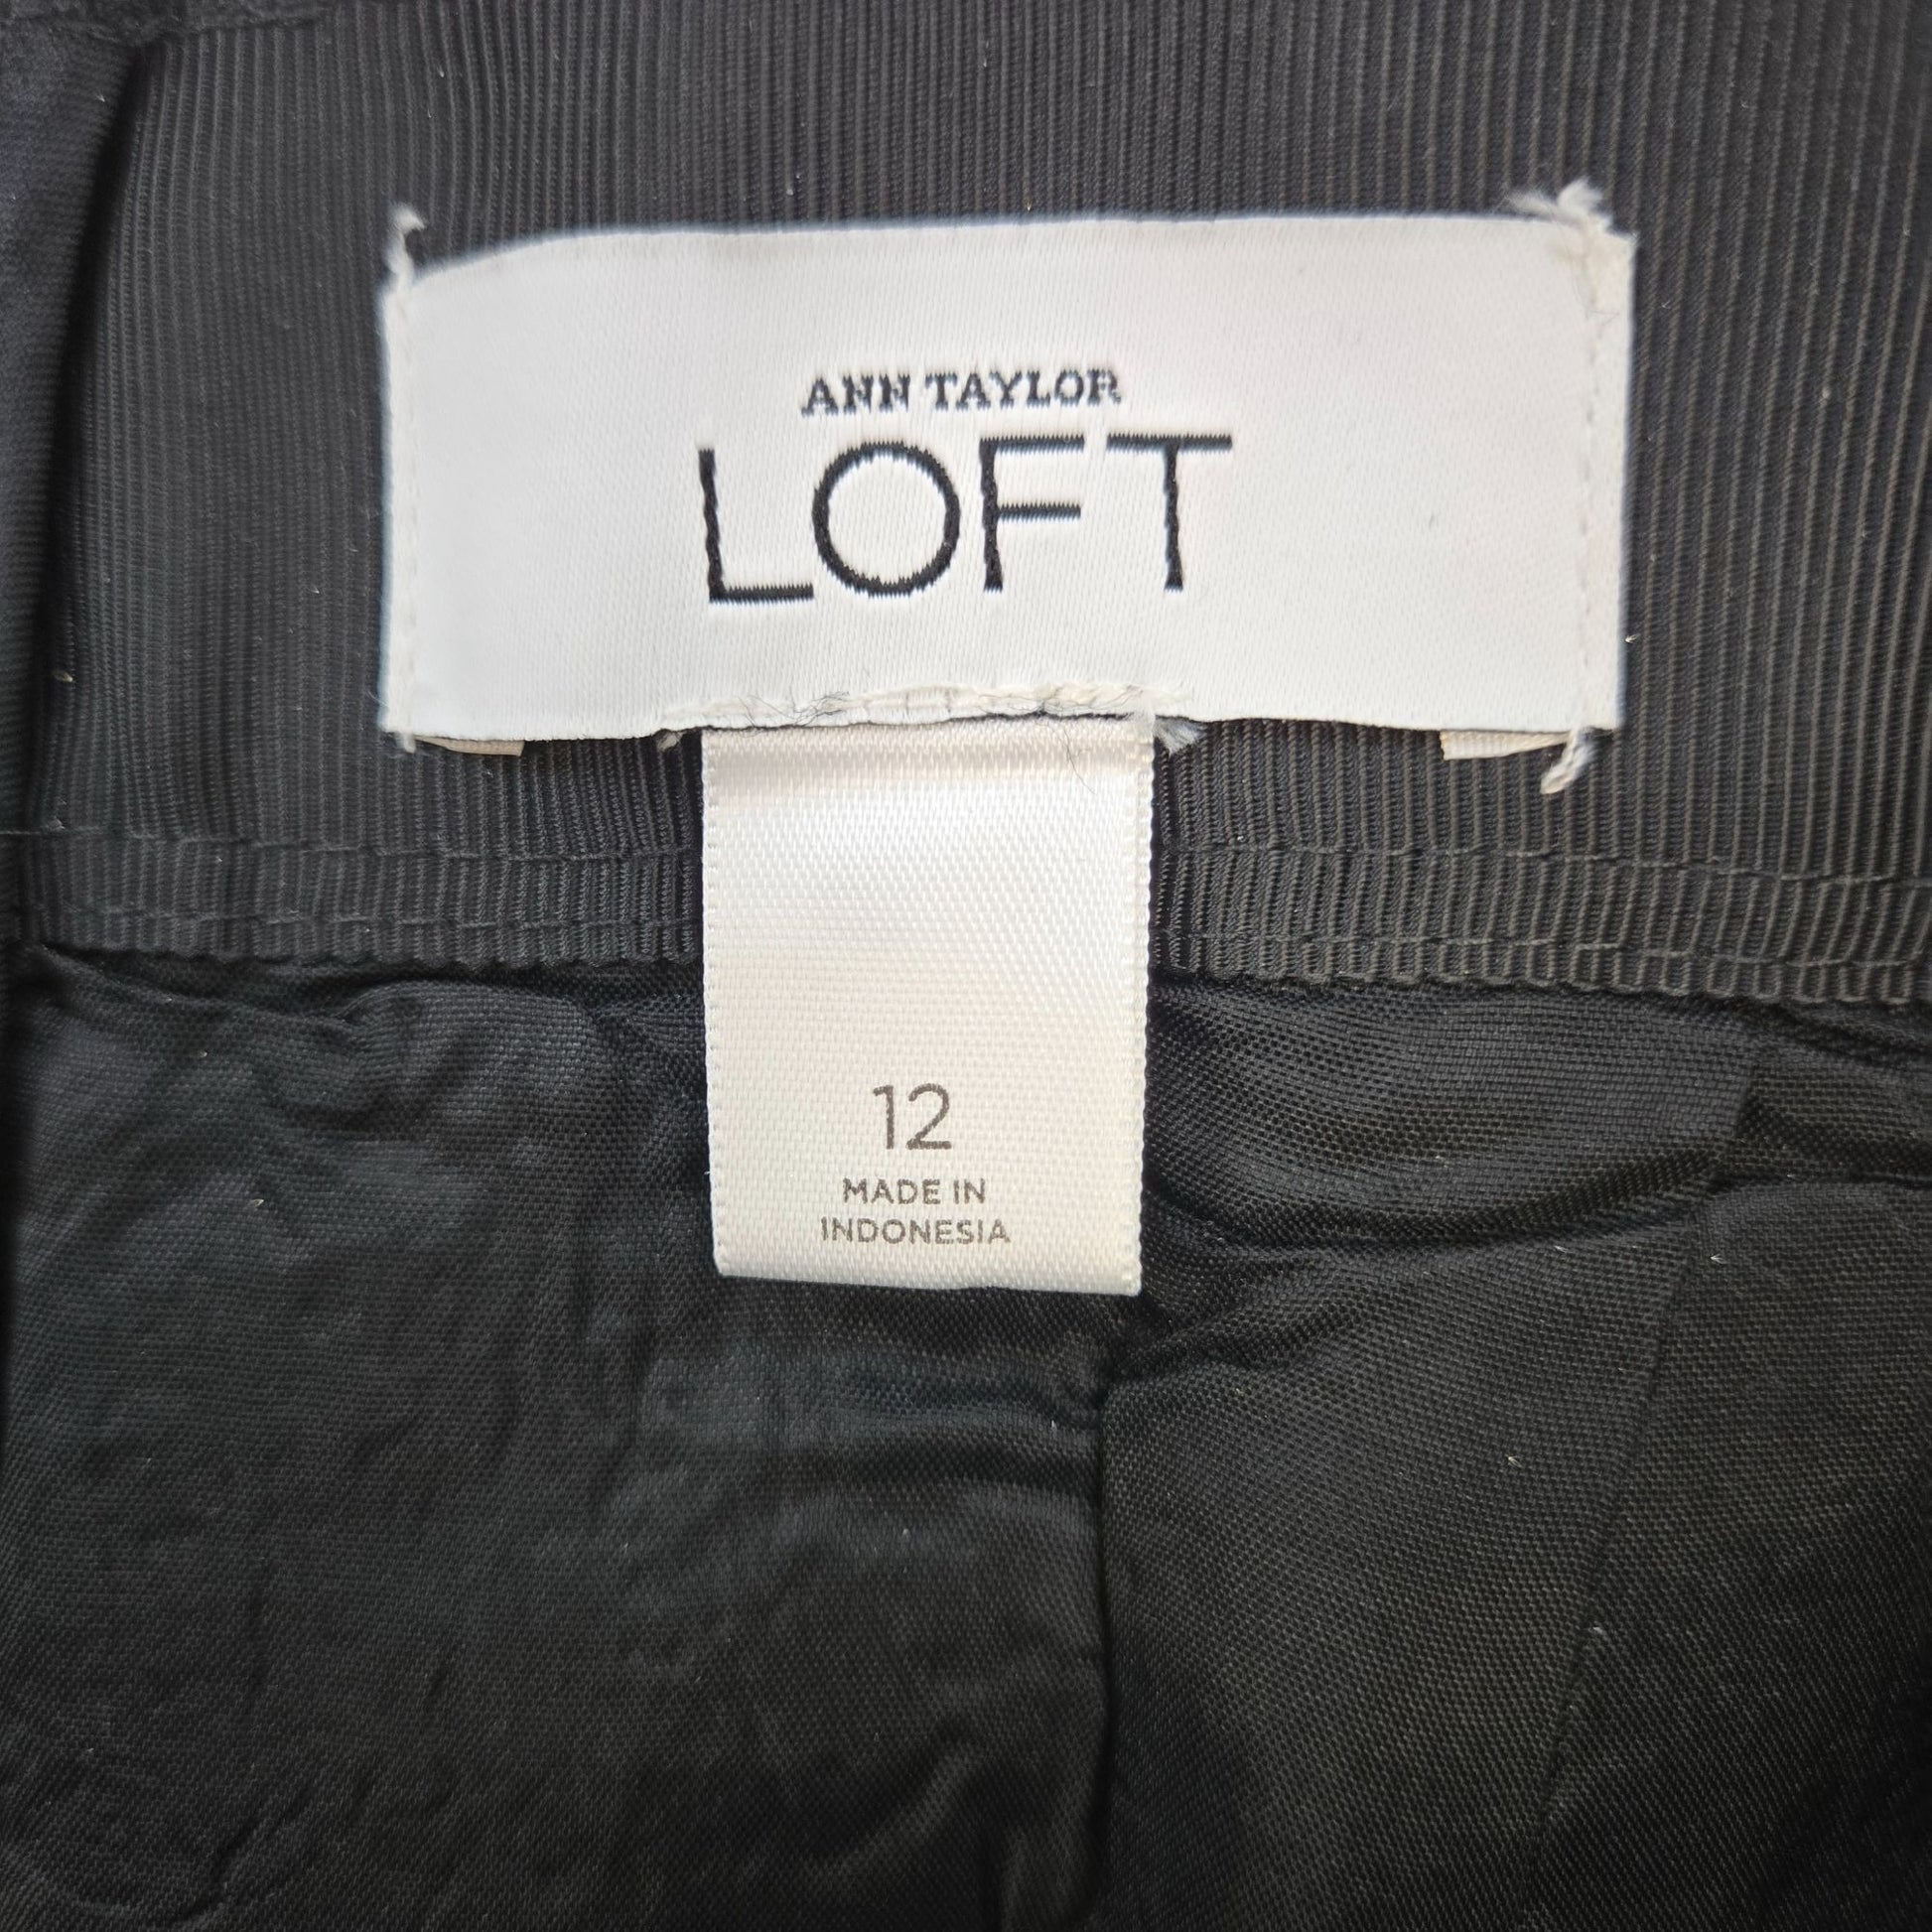 ANN TAYLOR
LOFT
12
MADE IN
INDONESIA